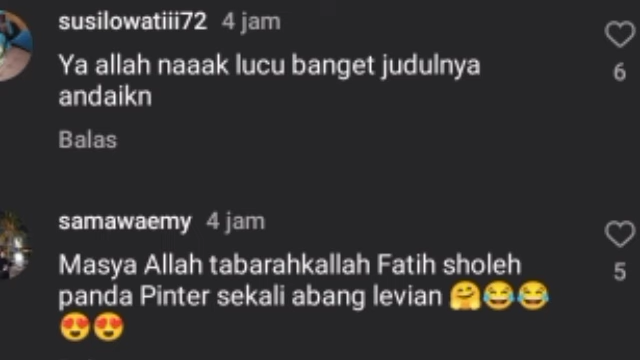 susilowatiii72 4 jam
Ya allah naaak lucu banget judulnya
andaikn
6
Balas
samawaemy 4 jam
Masya Allah tabarahkallah Fatih sholeh
panda Pinter sekali abang levian 🤗😂😂
😍😍
5